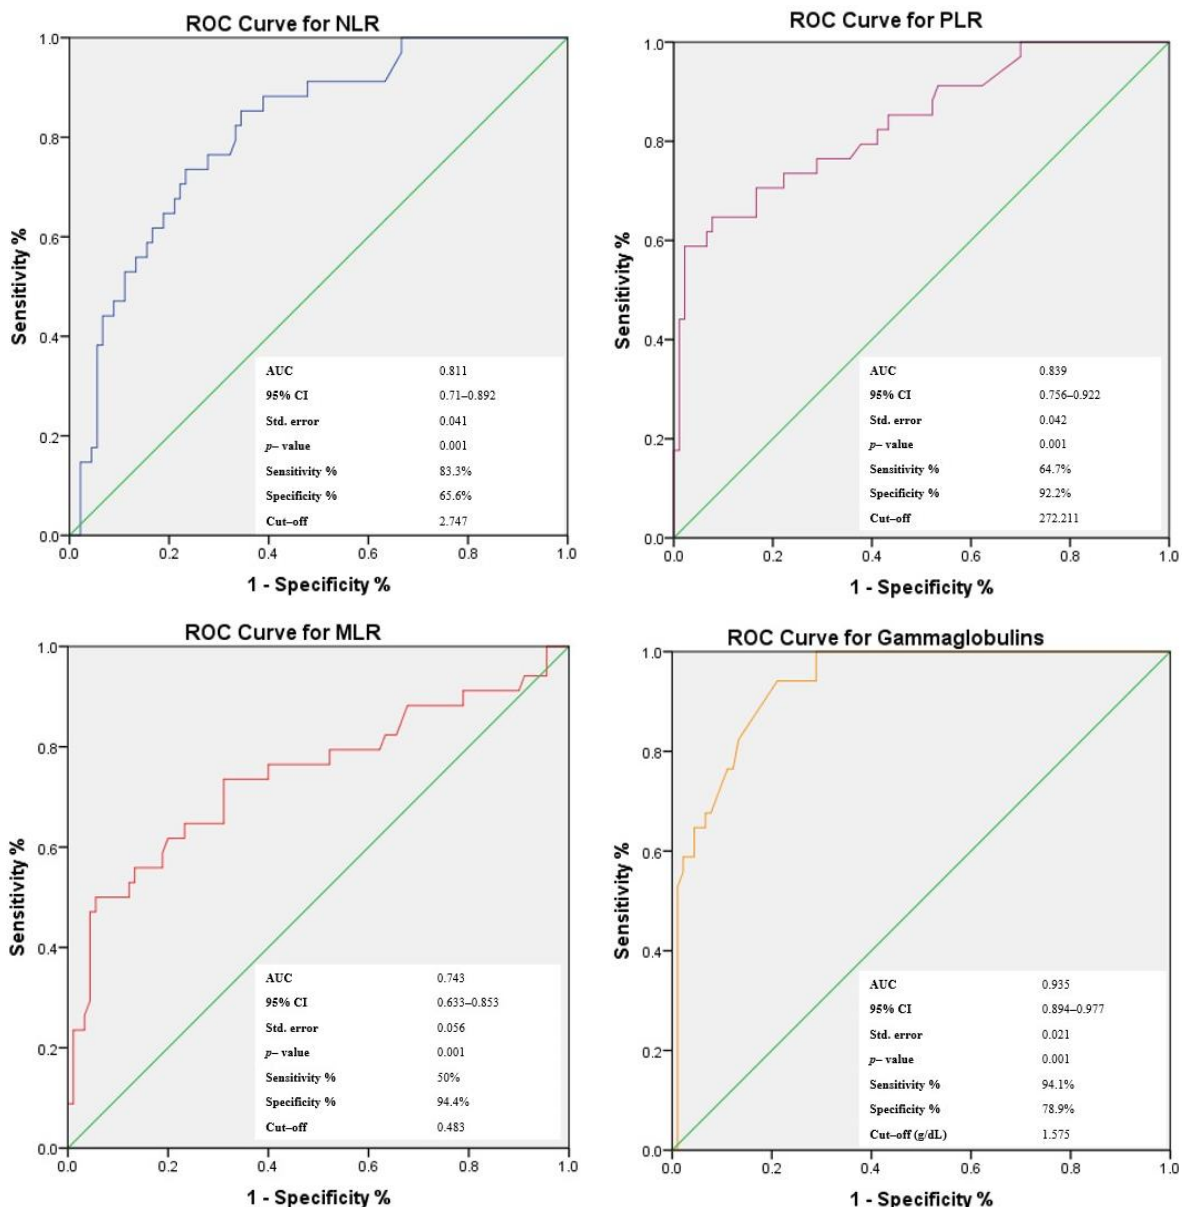 ROC Curve for NLR
1.0
0.8
0.6
0.4
0.2
0.0
Sensitivity %
AUC 0.811
95% CI 0.71–0.892
Std. error 0.041
p– value 0.001
Sensitivity % 83.3%
Specificity % 65.6%
Cut–off 2.747
0.0 0.2 0.4 0.6 0.8 1.0
1 - Specificity %
ROC Curve for PLR
1.0
0.8
0.6
0.4
0.2
0.0
Sensitivity %
AUC 0.839
95% CI 0.756–0.922
Std. error 0.042
p– value 0.001
Sensitivity % 64.7%
Specificity % 92.2%
Cut–off 272.211
0.0 0.2 0.4 0.6 0.8 1.0
1 - Specificity %
ROC Curve for MLR
1.0
0.8
0.6
0.4
0.2
0.0
Sensitivity %
AUC 0.743
95% CI 0.633–0.853
Std. error 0.056
p– value 0.001
Sensitivity % 50%
Specificity % 94.4%
Cut–off 0.483
0.0 0.2 0.4 0.6 0.8 1.0
1 - Specificity %
ROC Curve for Gammaglobulins
1.0
0.8
0.6
0.4
0.2
0.0
Sensitivity %
AUC 0.935
95% CI 0.894–0.977
Std. error 0.021
p– value 0.001
Sensitivity % 94.1%
Specificity % 78.9%
Cut–off (g/dL) 1.575
0.0 0.2 0.4 0.6 0.8 1.0
1 - Specificity %